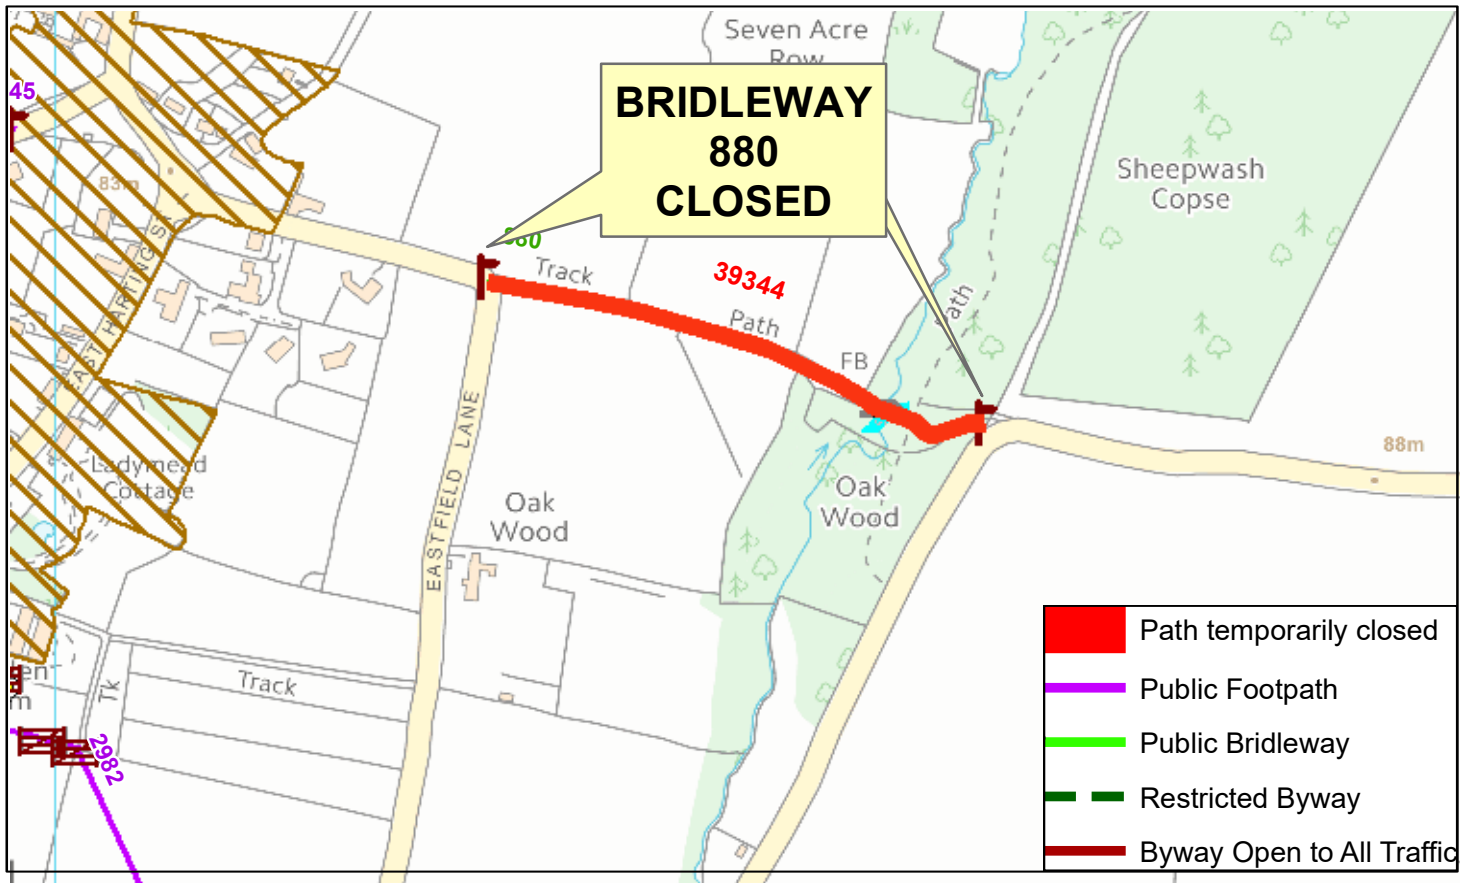 Seven Acre
Row
45
BRIDLEWAY
880
CLOSED
Sheepwash
Copse
83m
880
Track
39344
Path
Path
EAST HARTING ST
FB
EASTFIELD LANE
88m
Ladymead
Cottage
Oak
Wood
Oak
Wood
Tk
Track
2982
Path temporarily closed
Public Footpath
Public Bridleway
Restricted Byway
Byway Open to All Traffic